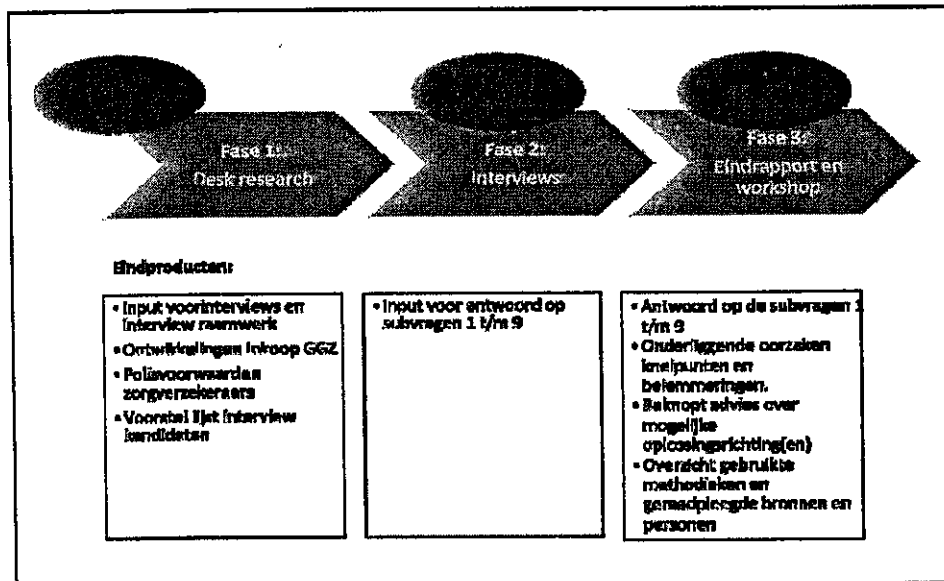 Fase 1:
Desk research
Fase 2:
Interviews
Fase 3:
Eindrapport en
workshop
Eindproducten:
• Input voorinterviews en
interview raamwerk
• Ontwikkelingen inkoop GGZ
• Polisvoorwaarden
zorgverzekeraars
• Voorstel lijst interview
kandidaten
• Input voor antwoord op
subvragen 1 t/m 9
• Antwoord op de subvragen 1
t/m 9
• Onderliggende oorzaken
knelpunten en
belemmeringen.
• Beknopt advies over
mogelijke
oplossingsrichting(en)
• Overzicht gebruikte
methodieken en
geraadpleegde bronnen en
personen